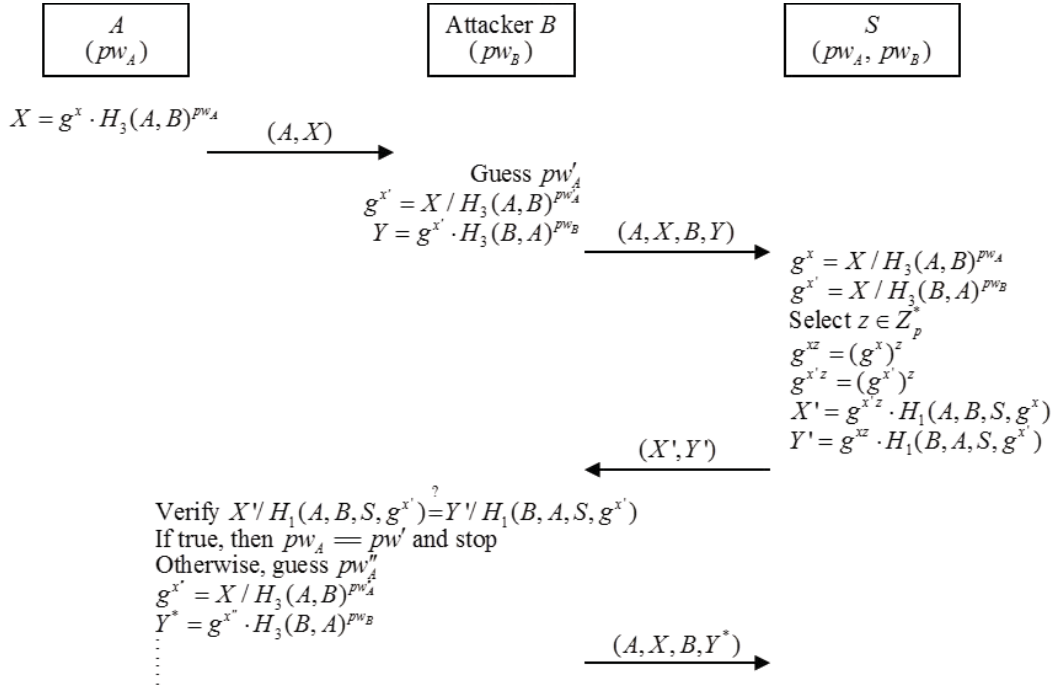 A
(pw_A)
Attacker B
(pw_B)
S
(pw_A, pw_B)
X = g^x · H_3(A, B)^{pw_A}
(A, X)
Guess pw'_A
g^{x'} = X / H_3(A, B)^{pw'_A}
Y = g^{x'} · H_3(B, A)^{pw_B}
(A, X, B, Y)
g^x = X / H_3(A, B)^{pw_A}
g^{x'} = X / H_3(B, A)^{pw_B}
Select z ∈ Z_p^*
g^{xz} = (g^x)^z
g^{x'z} = (g^{x'})^z
X' = g^{x'z} · H_1(A, B, S, g^x)
Y' = g^{xz} · H_1(B, A, S, g^{x'})
(X', Y')
Verify X'/ H_1(A, B, S, g^{x'}) ?= Y'/ H_1(B, A, S, g^{x'})
If true, then pw_A == pw' and stop
Otherwise, guess pw''_A
g^{x''} = X / H_3(A, B)^{pw''_A}
Y^* = g^{x''} · H_3(B, A)^{pw_B}
(A, X, B, Y^*)